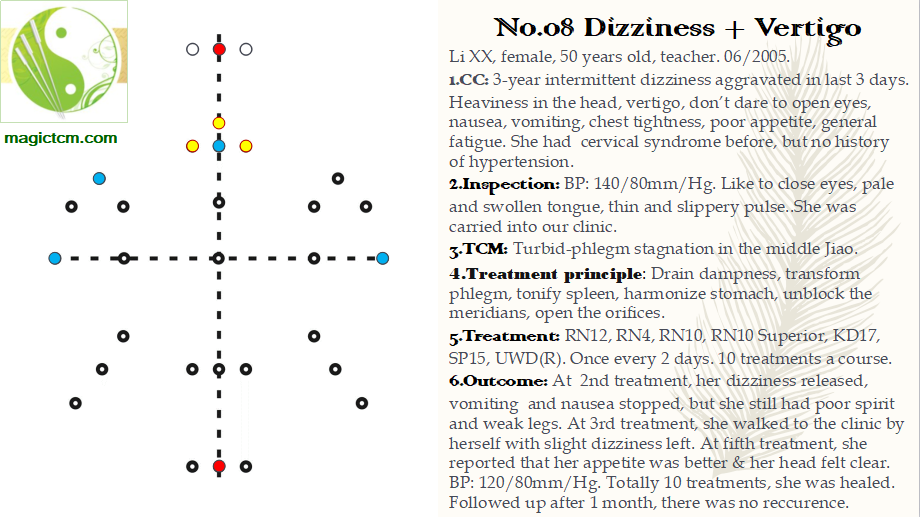 magictcm.com
No.08 Dizziness + Vertigo
Li XX, female, 50 years old, teacher. 06/2005.
1.CC: 3-year intermittent dizziness aggravated in last 3 days.
Heaviness in the head, vertigo, don't dare to open eyes,
nausea, vomiting, chest tightness, poor appetite, general
fatigue. She had cervical syndrome before, but no history
of hypertension.
2.Inspection: BP: 140/80mm/Hg. Like to close eyes, pale
and swollen tongue, thin and slippery pulse..She was
carried into our clinic.
3.TCM: Turbid-phlegm stagnation in the middle Jiao.
4.Treatment principle: Drain dampness, transform
phlegm, tonify spleen, harmonize stomach, unblock the
meridians, open the orifices.
5.Treatment: RN12, RN4, RN10, RN10 Superior, KD17,
SP15, UWD(R). Once every 2 days. 10 treatments a course.
6.Outcome: At 2nd treatment, her dizziness released,
vomiting and nausea stopped, but she still had poor spirit
and weak legs. At 3rd treatment, she walked to the clinic by
herself with slight dizziness left. At fifth treatment, she
reported that her appetite was better & her head felt clear.
BP: 120/80mm/Hg. Totally 10 treatments, she was healed.
Followed up after 1 month, there was no reccurence.